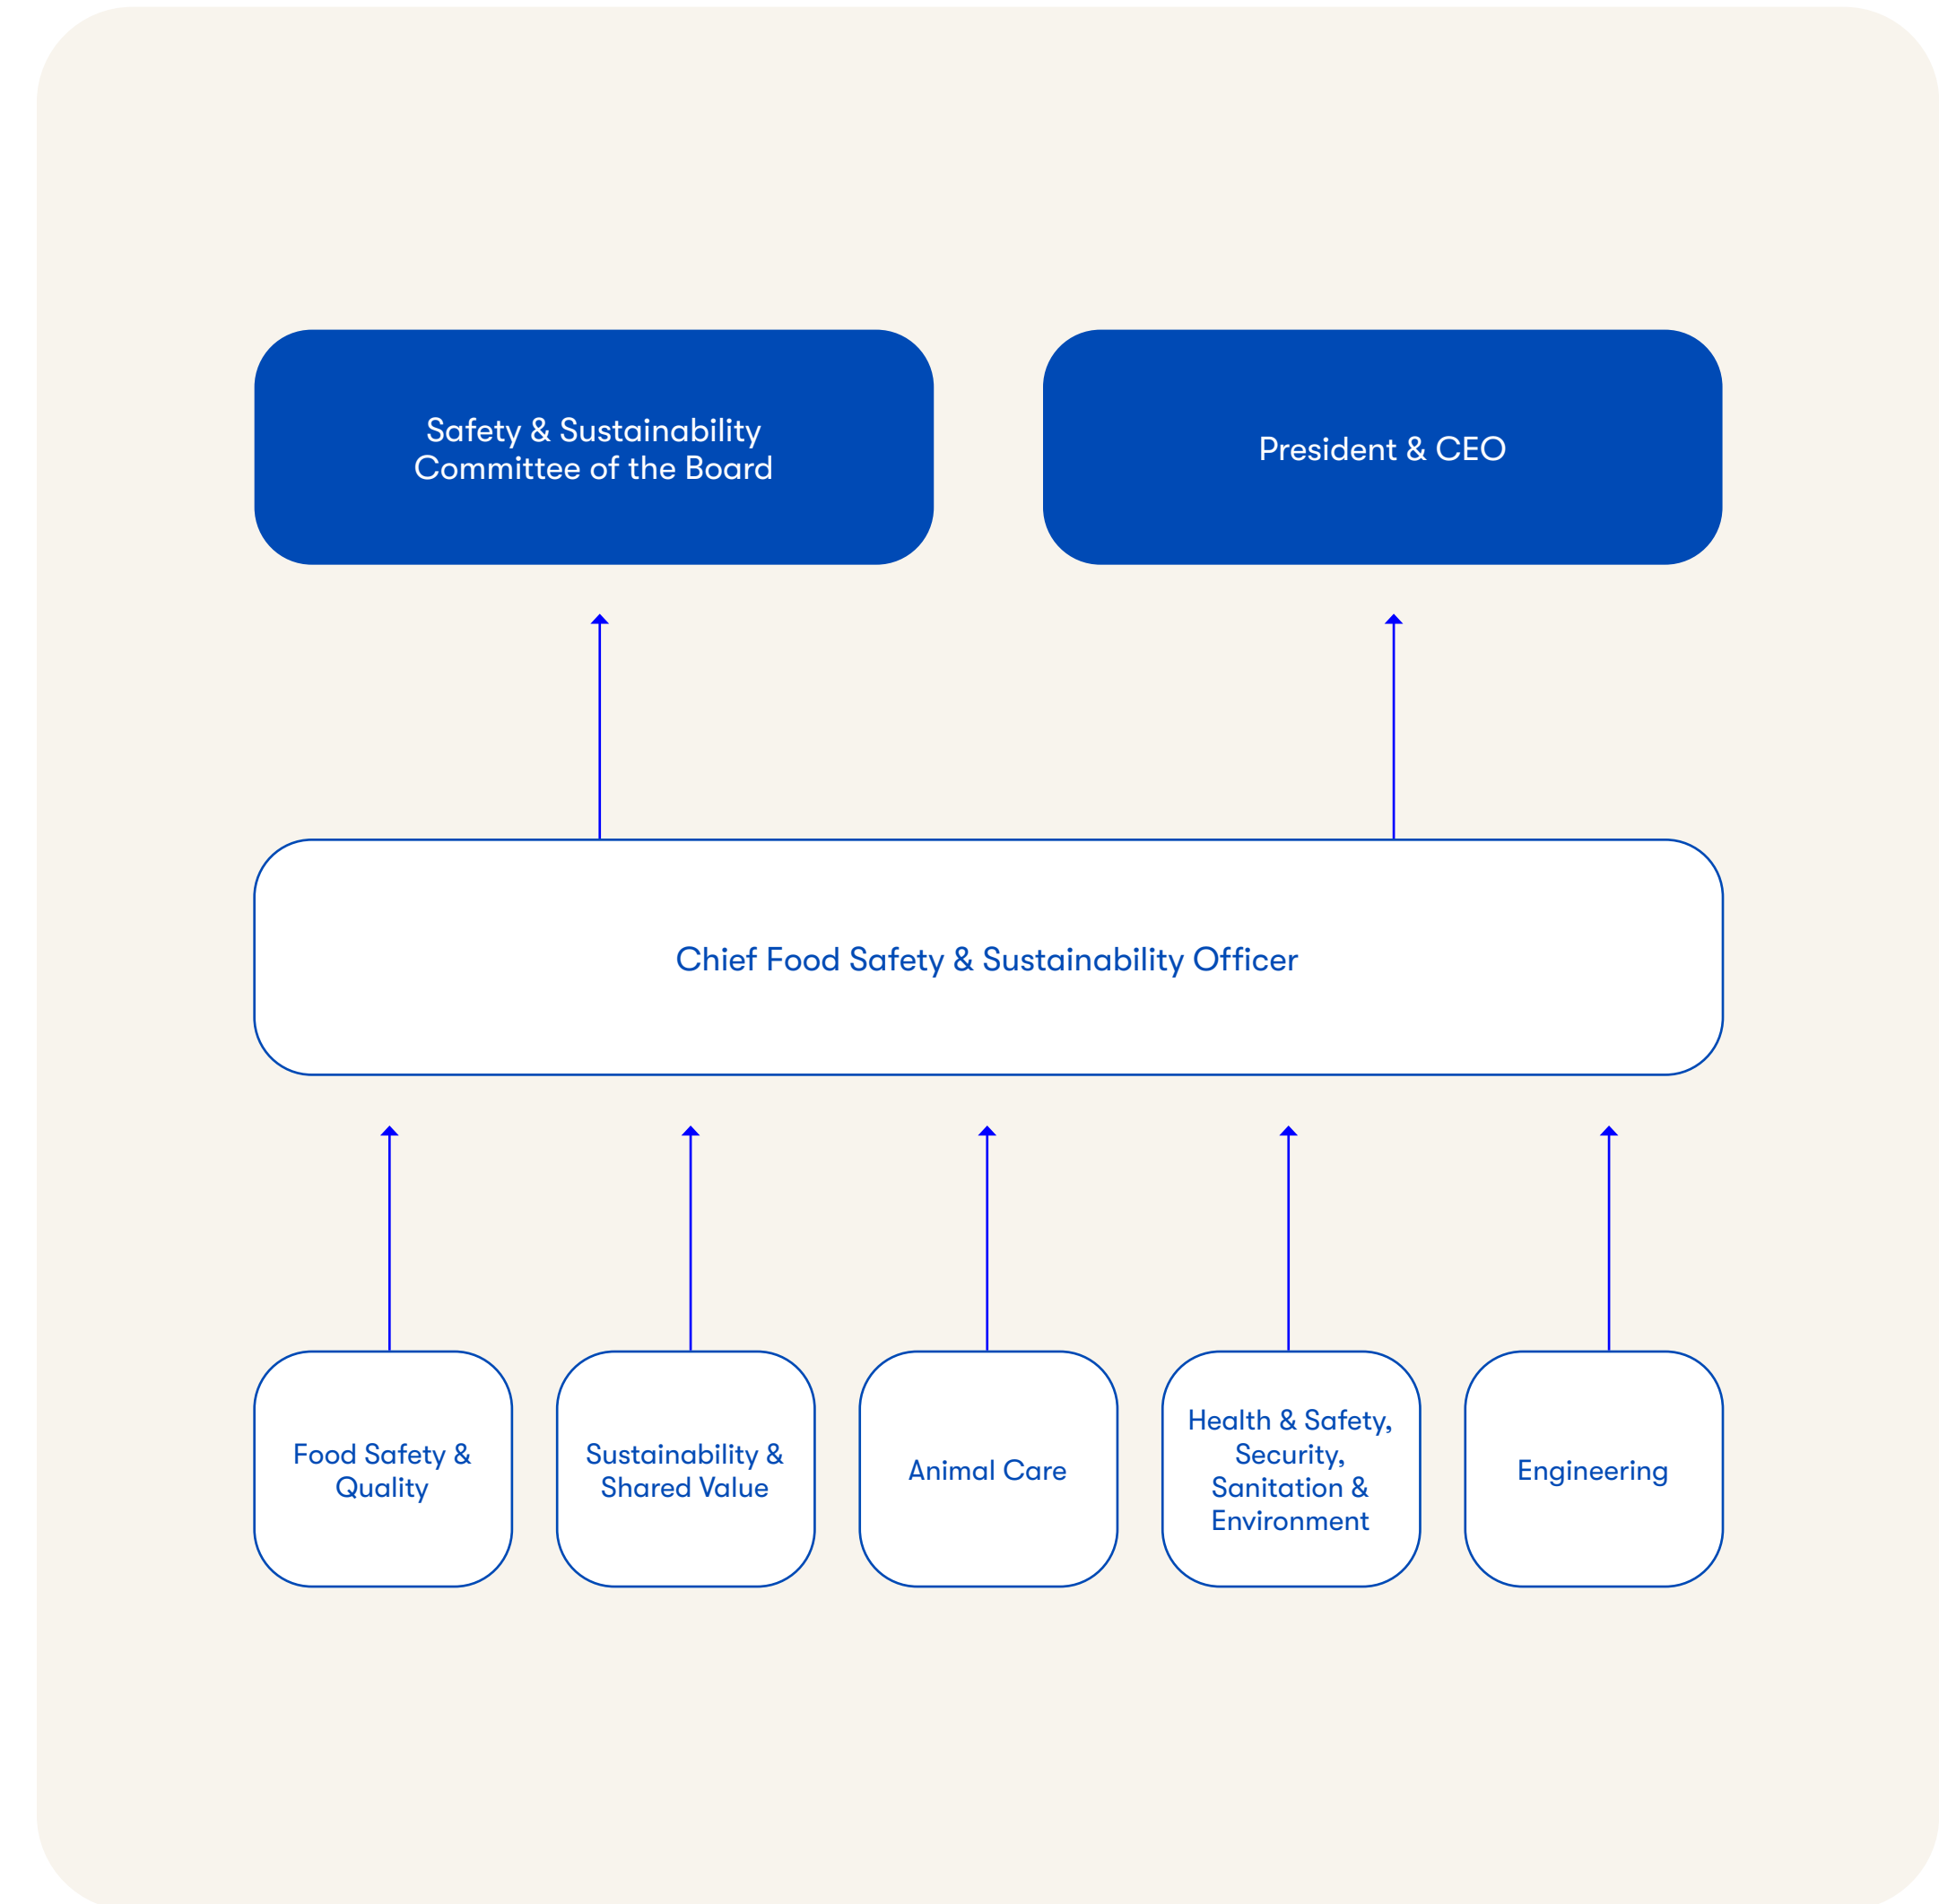 Safety & Sustainability
Committee of the Board
President & CEO
Chief Food Safety & Sustainability Officer
Food Safety &
Quality
Sustainability &
Shared Value
Animal Care
Health & Safety,
Security,
Sanitation &
Environment
Engineering